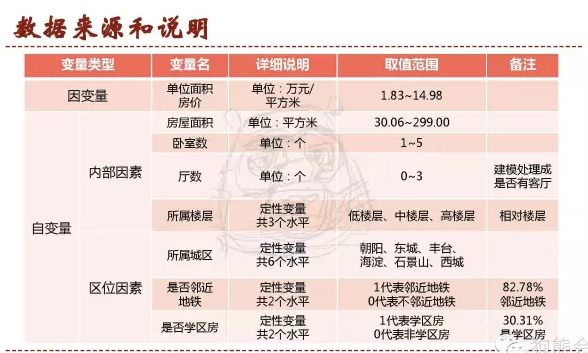 数据来源和说明
变量类型 变量名 详细说明 取值范围 备注
因变量 单位面积房价 单位：万元/平方米 1.83~14.98
自变量 内部因素 房屋面积 单位：平方米 30.06~299.00
卧室数 单位：个 1~5
厅数 单位：个 0~3 建模处理成是否有客厅
所属楼层 定性变量共3个水平 低楼层、中楼层、高楼层 相对楼层
区位因素 所属城区 定性变量共6个水平 朝阳、东城、丰台、海淀、石景山、西城
是否邻近地铁 定性变量共2个水平 1代表邻近地铁 0代表不邻近地铁 82.78%邻近地铁
是否学区房 定性变量共2个水平 1代表学区房 0代表非学区房 30.31%是学区房
狗熊会